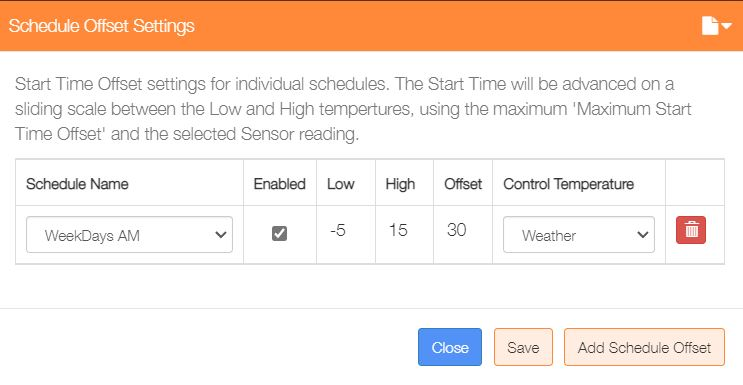 Schedule Offset Settings
Start Time Offset settings for individual schedules. The Start Time will be advanced on a
sliding scale between the Low and High tempertures, using the maximum 'Maximum Start
Time Offset' and the selected Sensor reading.
Schedule Name Enabled Low High Offset Control Temperature
WeekDays AM -5 15 30 Weather
Close Save Add Schedule Offset